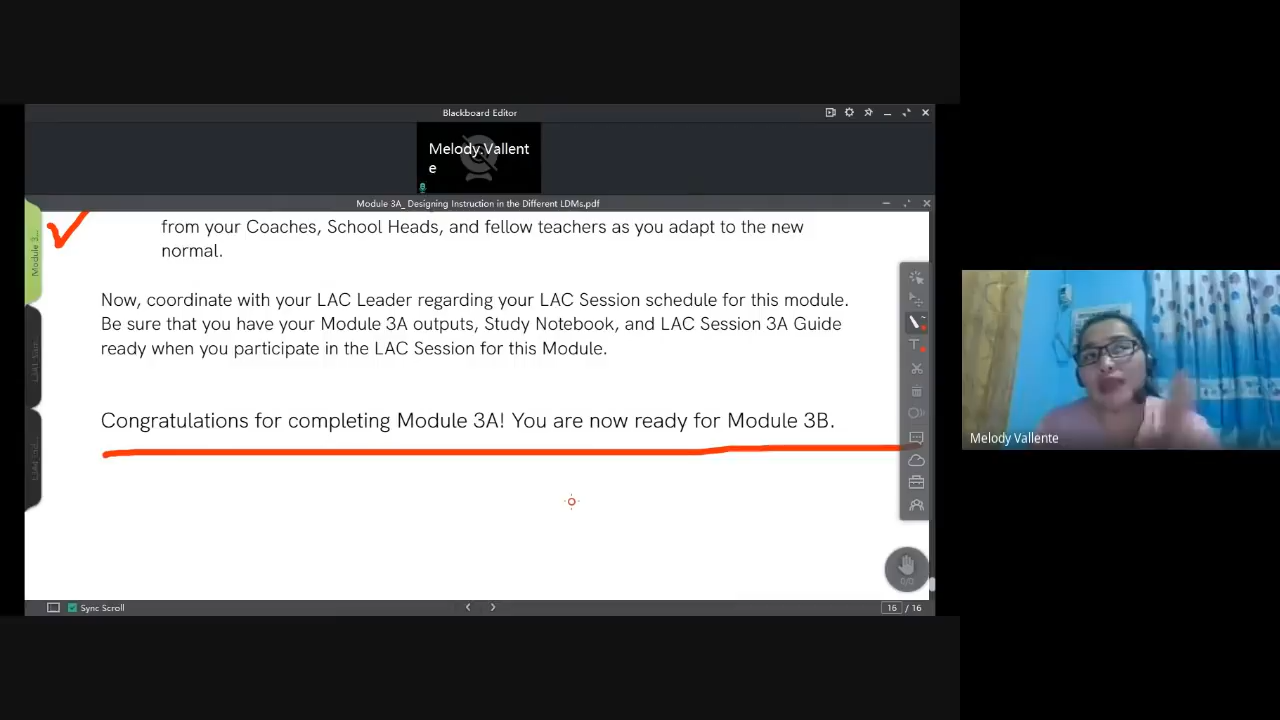 Blackboard Editor
Melody.Vallent
e
Module 3A_ Designing Instruction in the Different LDMs.pdf
Module 3...
from your Coaches, School Heads, and fellow teachers as you adapt to the new
normal.
Now, coordinate with your LAC Leader regarding your LAC Session schedule for this module.
Be sure that you have your Module 3A outputs, Study Notebook, and LAC Session 3A Guide
ready when you participate in the LAC Session for this Module.
Congratulations for completing Module 3A! You are now ready for Module 3B.
T
0/0
Sync Scroll
16 / 16
Melody Vallente